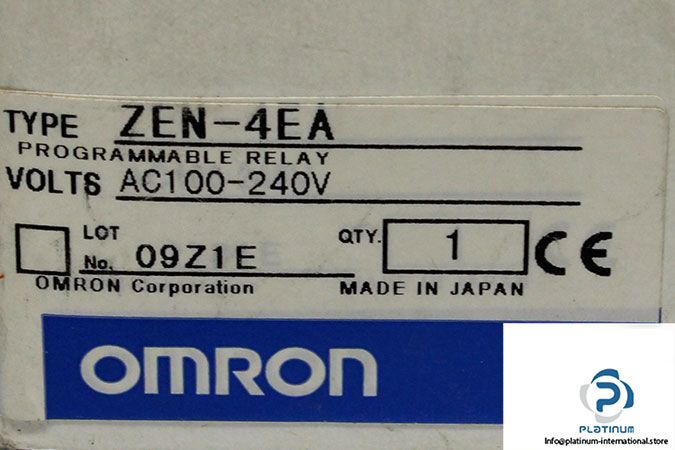 TYPE ZEN-4EA
PROGRAMMABLE RELAY
VOLTS AC100-240V
LOT No. 09Z1E
QTY. 1
CE
OMRON Corporation
MADE IN JAPAN
OMRON
PLATINUM
Info@platinum-international.store